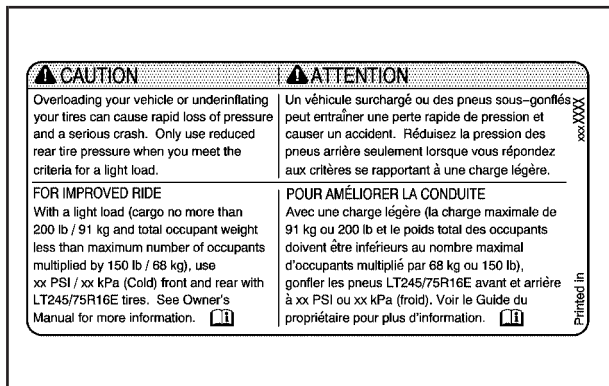 CAUTION
Overloading your vehicle or underinflating
your tires can cause rapid loss of pressure
and a serious crash. Only use reduced
rear tire pressure when you meet the
criteria for a light load.
FOR IMPROVED RIDE
With a light load (cargo no more than
200 lb / 91 kg and total occupant weight
less than maximum number of occupants
multiplied by 150 lb / 68 kg), use
xx PSI / xx kPa (Cold) front and rear with
LT245/75R16E tires. See Owner's
Manual for more information.
ATTENTION
Un véhicule surchargé ou des pneus sous-gonflés
peut entraîner une perte rapide de pression et
causer un accident. Réduisez la pression des
pneus arrière seulement lorsque vous répondez
aux critères se rapportant à une charge légère.
POUR AMÉLIORER LA CONDUITE
Avec une charge légère (la charge maximale de
91 kg ou 200 lb et le poids total des occupants
doivent être inférieurs au nombre maximal
d'occupants multiplié par 68 kg ou 150 lb),
gonfler les pneus LT245/75R16E avant et arrière
à xx PSI ou xx kPa (froid). Voir le Guide du
propriétaire pour plus d'information.
Printed in
xxxXXXX